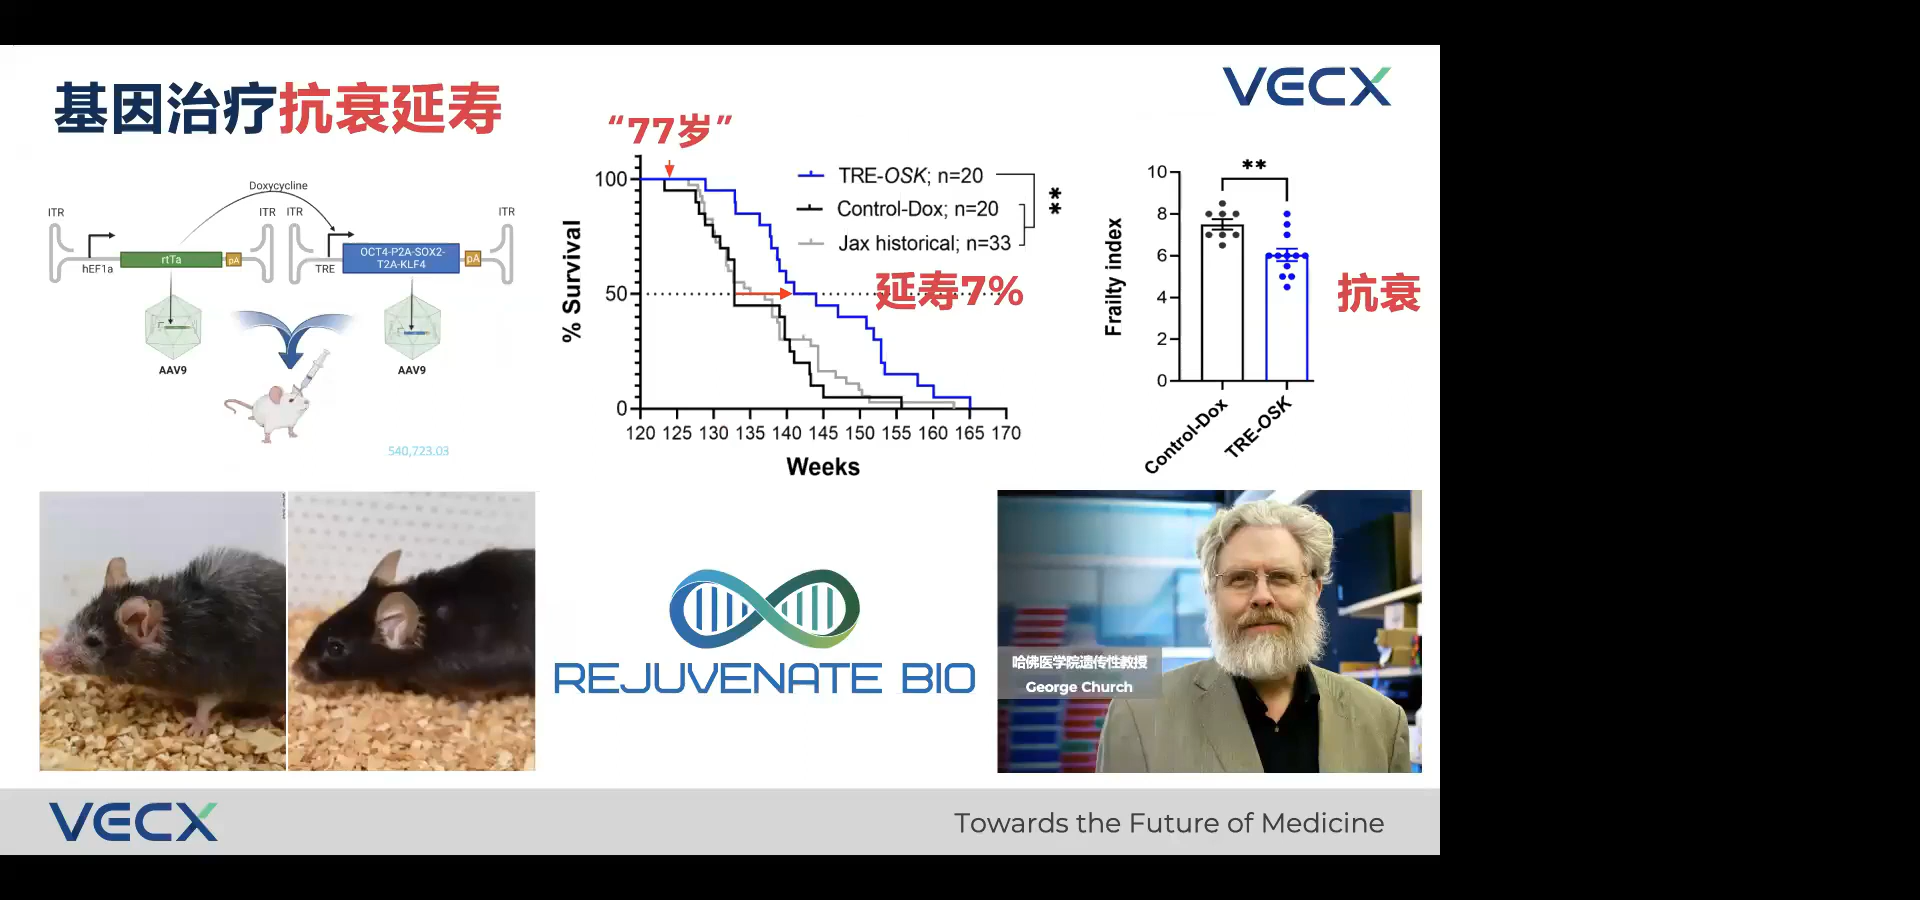 基因治疗抗衰延寿
VECX
Doxycycline
ITR
ITR
ITR
ITR
hEF1a
rtTa
pA
TRE
OCT4-P2A-SOX2-
T2A-KLF4
pA
AAV9
AAV9
540,723.03
“77岁”
% Survival
100
50
0
TRE-OSK; n=20
Control-Dox; n=20
Jax historical; n=33
**
延寿7%
120 125 130 135 140 145 150 155 160 165 170
Weeks
Frailty index
10
8
6
4
2
0
**
Control-Dox
TRE-OSK
抗衰
REJUVENATE BIO
哈佛医学院遗传性教授
George Church
VECX
Towards the Future of Medicine